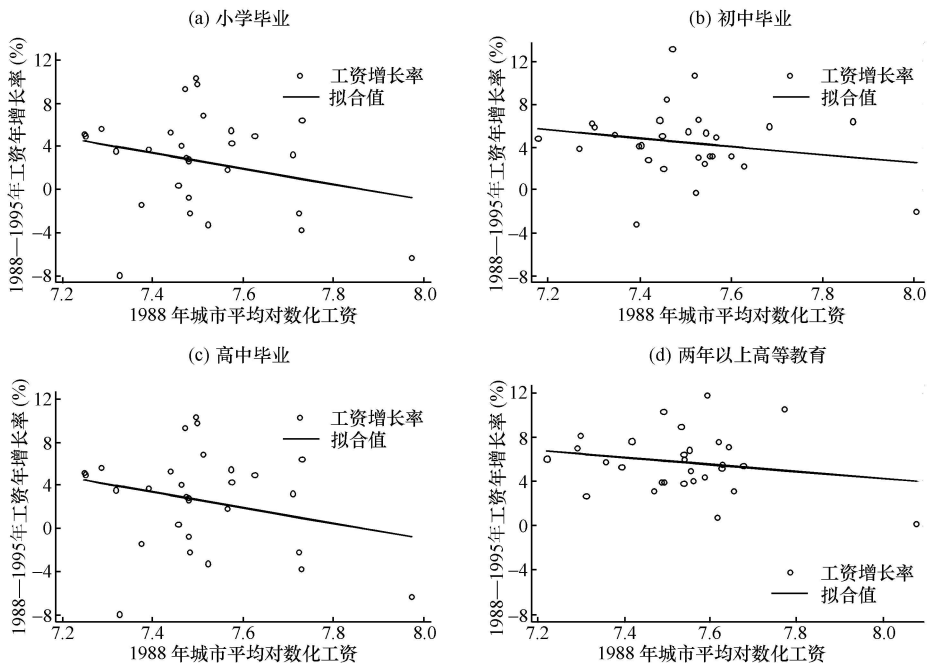 (a) 小学毕业
1988—1995年工资年增长率 (%)
12
8
4
0
−4
−8
工资增长率
拟合值
7.2 7.4 7.6 7.8 8.0
1988 年城市平均对数化工资
(b) 初中毕业
1988—1995年工资年增长率 (%)
12
8
4
0
−4
−8
工资增长率
拟合值
7.2 7.4 7.6 7.8 8.0
1988 年城市平均对数化工资
(c) 高中毕业
1988—1995年工资年增长率 (%)
12
8
4
0
−4
−8
工资增长率
拟合值
7.2 7.4 7.6 7.8 8.0
1988 年城市平均对数化工资
(d) 两年以上高等教育
1988—1995年工资年增长率 (%)
12
8
4
0
−4
−8
工资增长率
拟合值
7.2 7.4 7.6 7.8 8.0
1988 年城市平均对数化工资